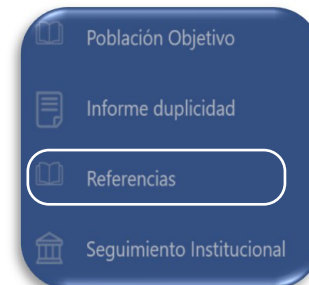 Población Objetivo
Informe duplicidad
Referencias
Seguimiento Institucional